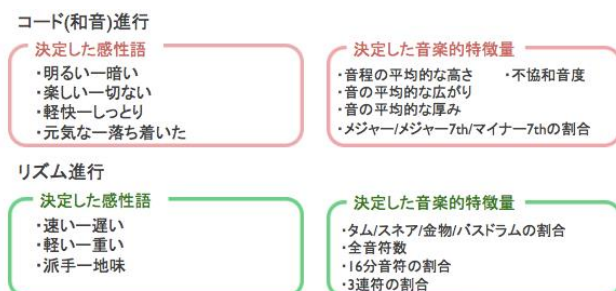 コード(和音)進行
決定した感性語
・明るい―暗い
・楽しい―切ない
・軽快―しっとり
・元気な―落ち着いた
決定した音楽的特徴量
・音程の平均的な高さ ・不協和音度
・音の平均的な広がり
・音の平均的な厚み
・メジャー/メジャー7th/マイナー7thの割合
リズム進行
決定した感性語
・速い―遅い
・軽い―重い
・派手―地味
決定した音楽的特徴量
・タム/スネア/金物/バスドラムの割合
・全音符数
・16分音符の割合
・3連符の割合